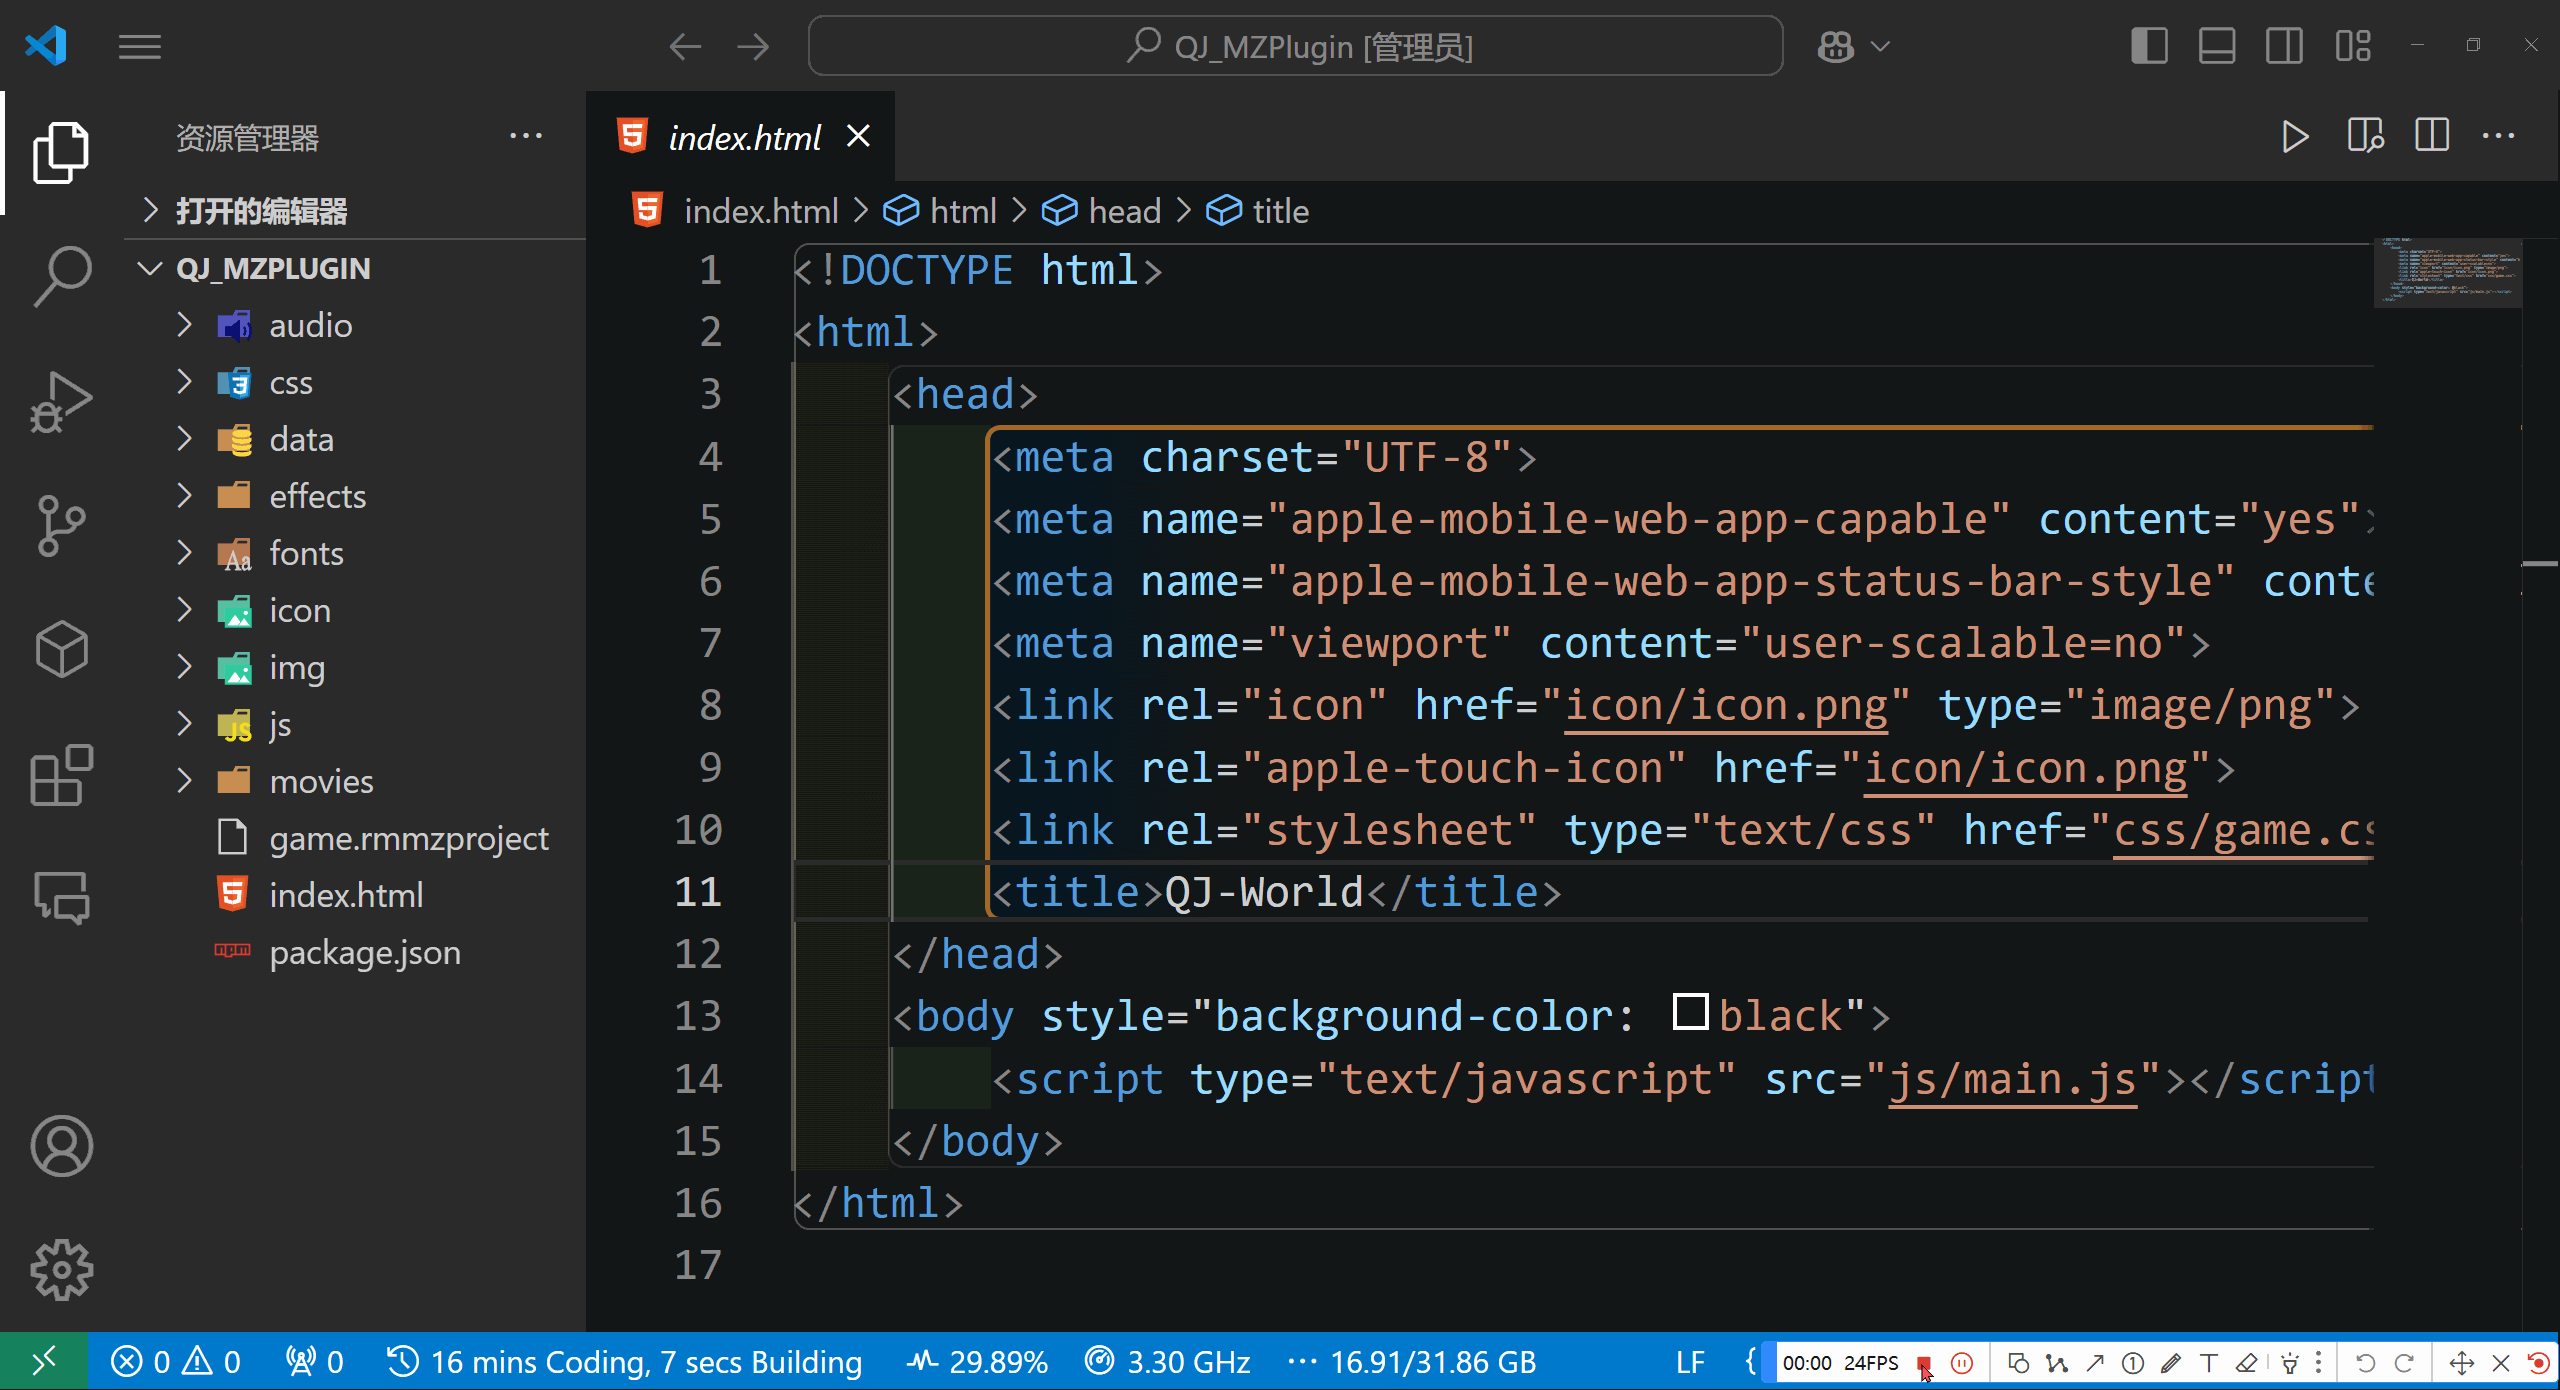 QJ_MZPlugin [管理员]
资源管理器
打开的编辑器
QJ_MZPLUGIN
audio
css
data
effects
fonts
icon
img
js
movies
game.rmmzproject
index.html
package.json
index.html
index.html > html > head > title
1 <!DOCTYPE html>
2 <html>
3 <head>
4 <meta charset="UTF-8">
5 <meta name="apple-mobile-web-app-capable" content="yes">
6 <meta name="apple-mobile-web-app-status-bar-style" conte
7 <meta name="viewport" content="user-scalable=no">
8 <link rel="icon" href="icon/icon.png" type="image/png">
9 <link rel="apple-touch-icon" href="icon/icon.png">
10 <link rel="stylesheet" type="text/css" href="css/game.cs
11 <title>QJ-World</title>
12 </head>
13 <body style="background-color: black">
14 <script type="text/javascript" src="js/main.js"></script
15 </body>
16 </html>
17
0 0 0 16 mins Coding, 7 secs Building 29.89% 3.30 GHz 16.91/31.86 GB LF { 00:00 24FPS